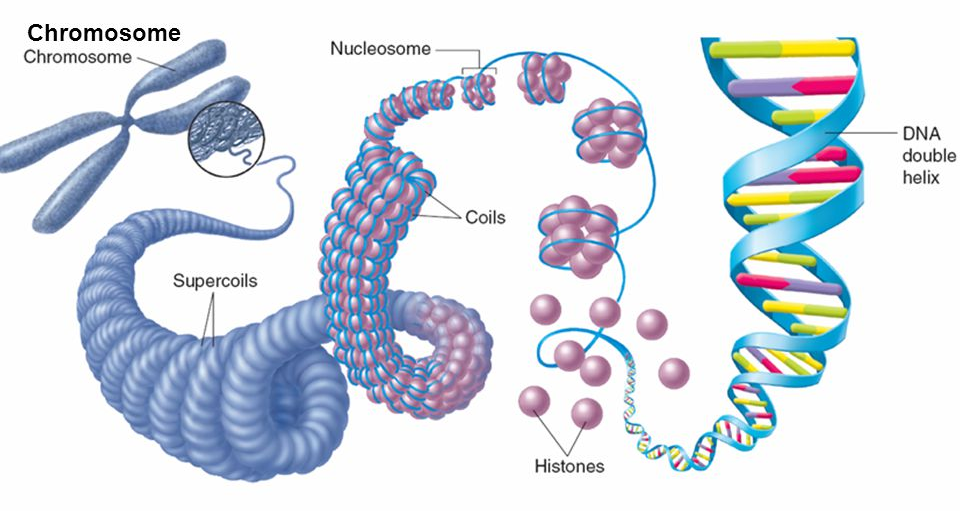 Chromosome
Chromosome
Nucleosome
DNA
double
helix
Coils
Supercoils
Histones